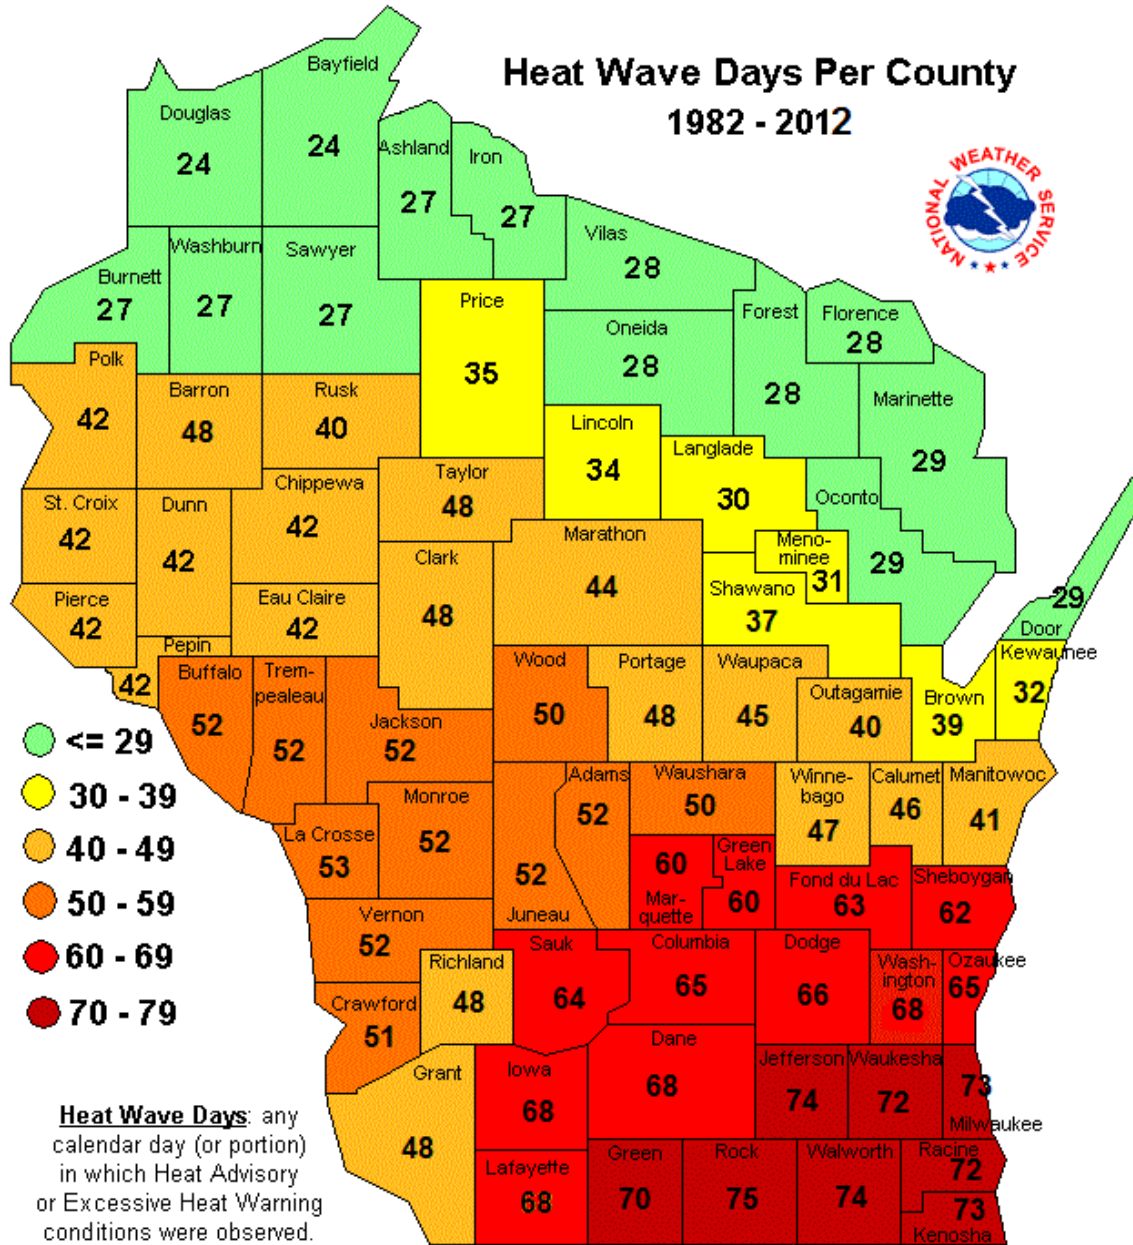 Heat Wave Days Per County
1982 - 2012
NATIONAL WEATHER SERVICE
Bayfield
24
Douglas
24
Ashland
27
Iron
27
Washburn
27
Sawyer
27
Burnett
27
Vilas
28
Price
35
Oneida
28
Forest
28
Florence
28
Polk
42
Barron
48
Rusk
40
Lincoln
34
Langlade
30
Marinette
29
St. Croix
42
Dunn
42
Chippewa
42
Taylor
48
Oconto
29
Clark
48
Marathon
44
Meno-
minee
31
Shawano
37
Pierce
42
Eau Claire
42
Pepin
42
29
Door
Buffalo
52
Trem-
pealeau
52
Jackson
52
Wood
50
Portage
48
Waupaca
45
Outagamie
40
Brown
39
Kewaunee
32
<= 29
30 - 39
40 - 49
50 - 59
60 - 69
70 - 79
Monroe
52
Adams
52
Waushara
50
Winne-
bago
47
Calumet
46
Manitowoc
41
La Crosse
53
52
Juneau
60
Mar-
quette
Green
Lake
60
Fond du Lac
63
Sheboygan
62
Vernon
52
Richland
48
Sauk
64
Columbia
65
Dodge
66
Wash-
ington
68
Ozaukee
65
Crawford
51
Grant
48
Iowa
68
Dane
68
Jefferson
74
Waukesha
72
73
Milwaukee
Lafayette
68
Green
70
Rock
75
Walworth
74
Racine
72
73
Kenosha
Heat Wave Days: any
calendar day (or portion)
in which Heat Advisory
or Excessive Heat Warning
conditions were observed.